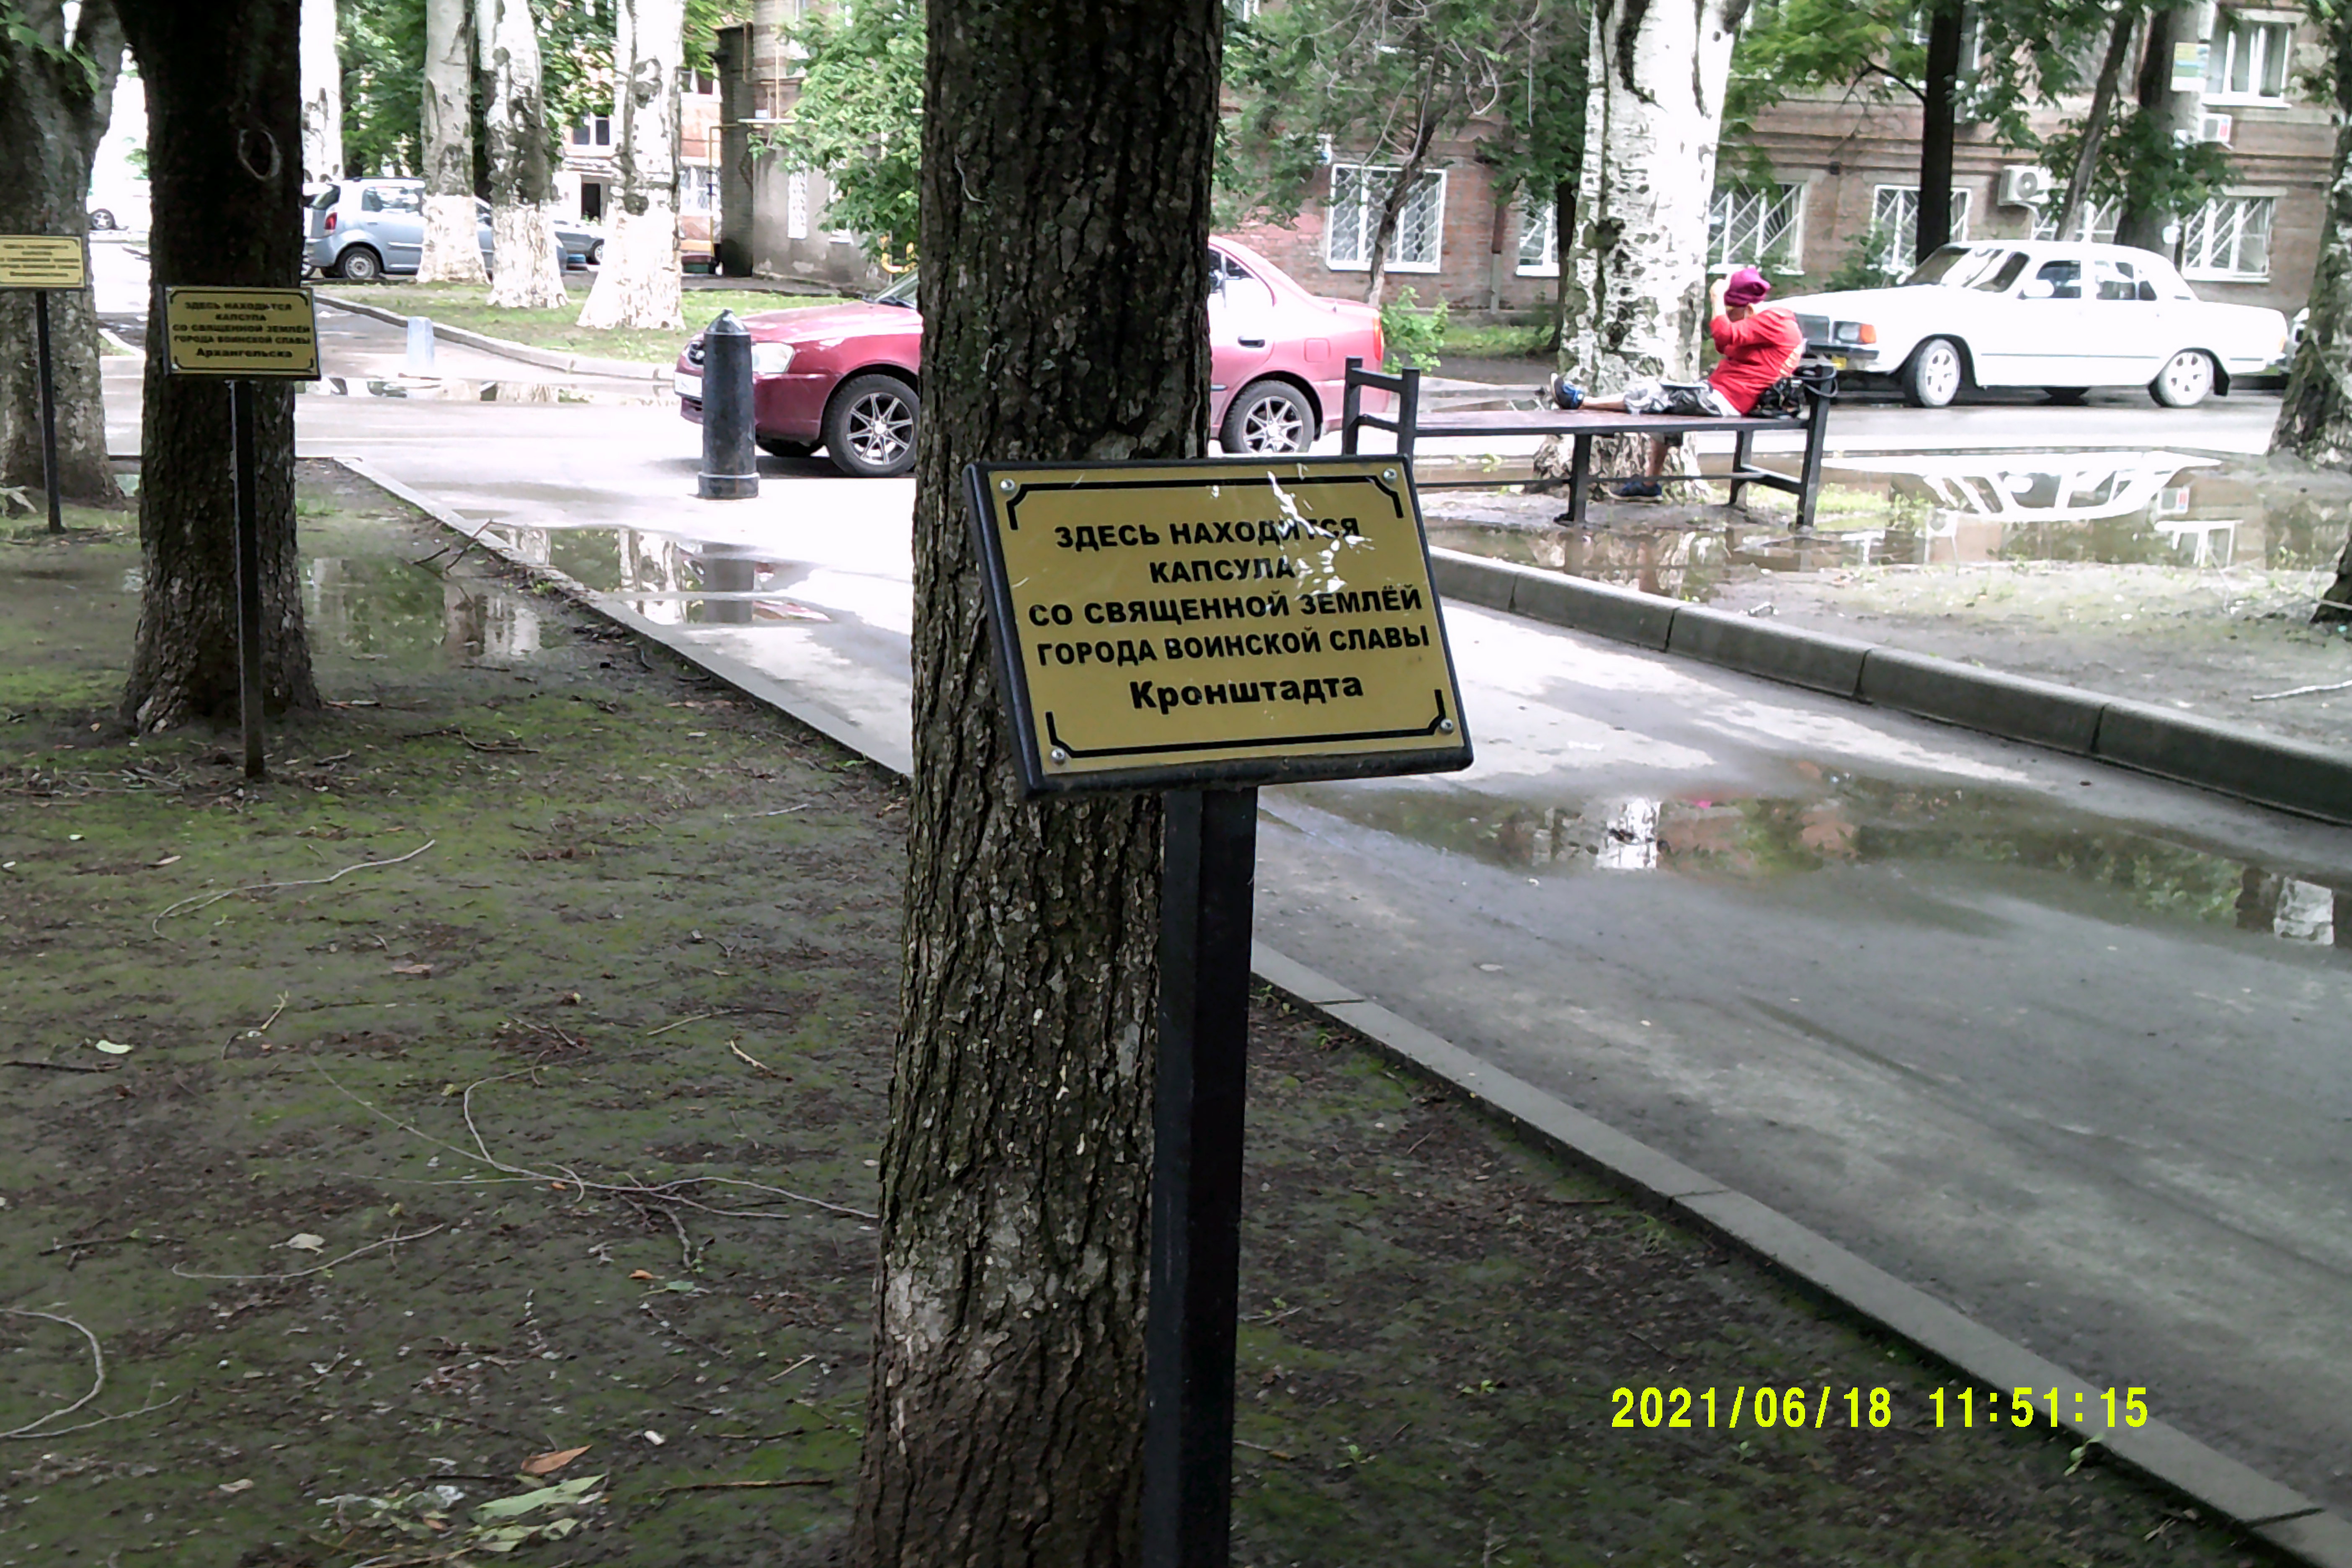 ЗДЕСЬ НАХОДИТСЯ
КАПСУЛА
СО СВЯЩЕННОЙ ЗЕМЛЁЙ
ГОРОДА ВОИНСКОЙ СЛАВЫ
Архангельска
ЗДЕСЬ НАХОДИТСЯ
КАПСУЛА
СО СВЯЩЕННОЙ ЗЕМЛЁЙ
ГОРОДА ВОИНСКОЙ СЛАВЫ
Кронштадта
2021/06/18 11:51:15